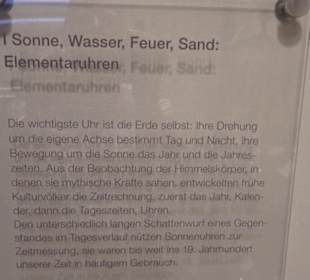 I Sonne, Wasser, Feuer, Sand:
Elementaruhren
Die wichtigste Uhr ist die Erde selbst: Ihre Drehung
um die eigene Achse bestimmt Tag und Nacht, ihre
Bewegung um die Sonne das Jahr und die Jahres-
zeiten. Aus der Beobachtung der Himmelskörper, in
denen sie mythische Kräfte sahen, entwickelten frühe
Kulturvölker die Zeitrechnung, zuerst das Jahr, Kalen-
der, dann die Tageszeiten, Uhren.
Den unterschiedlich langen Schattenwurf eines Gegen-
standes im Tagesverlauf nützen Sonnenuhren zur
Zeitmessung, sie waren bis weit ins 19. Jahrhundert
unserer Zeit in häufigem Gebrauch.